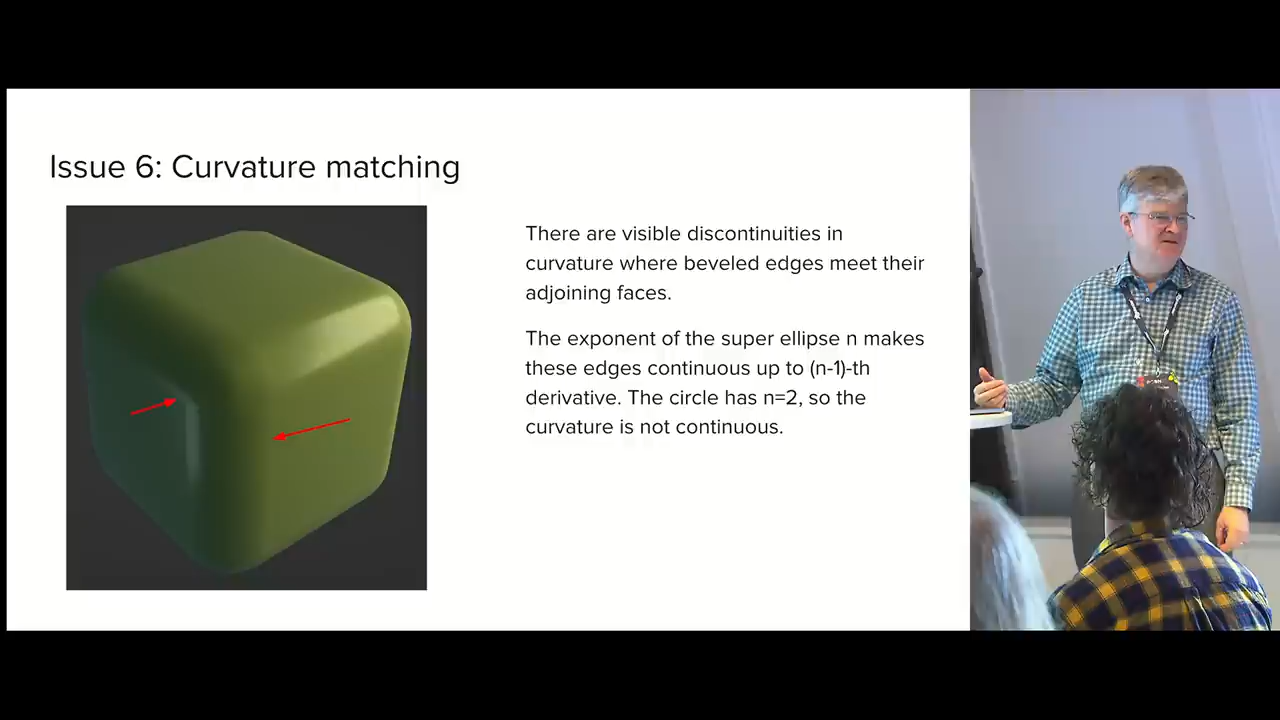 Issue 6: Curvature matching
There are visible discontinuities in
curvature where beveled edges meet their
adjoining faces.
The exponent of the super ellipse n makes
these edges continuous up to (n-1)-th
derivative. The circle has n=2, so the
curvature is not continuous.